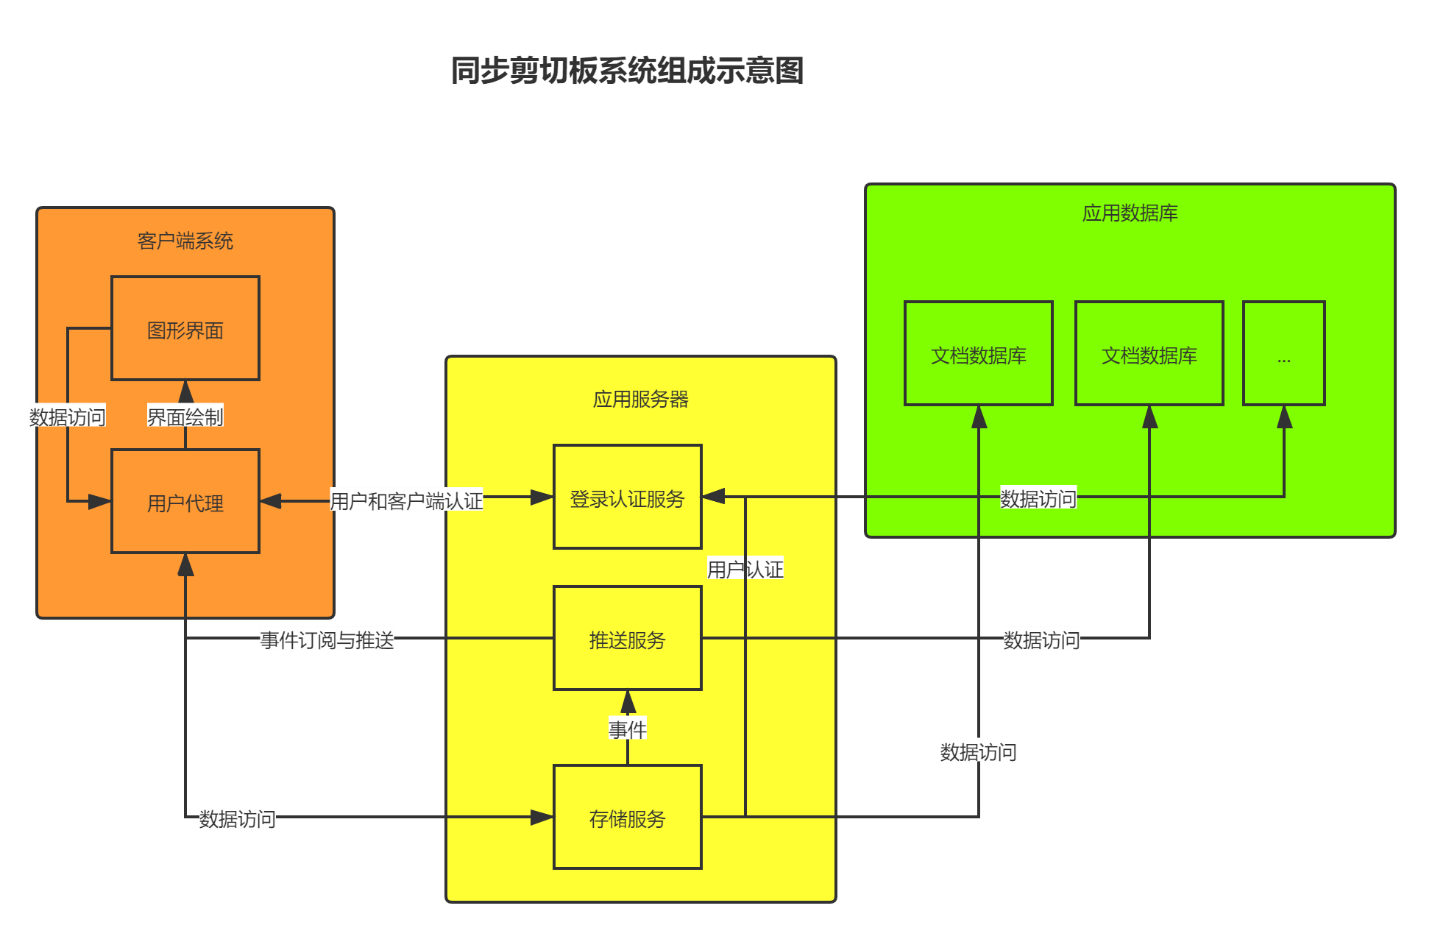 同步剪切板系统组成示意图
客户端系统
图形界面
数据访问
界面绘制
用户代理
用户和客户端认证
事件订阅与推送
数据访问
应用服务器
登录认证服务
用户认证
推送服务
事件
存储服务
应用数据库
文档数据库
文档数据库
...
数据访问
数据访问
数据访问